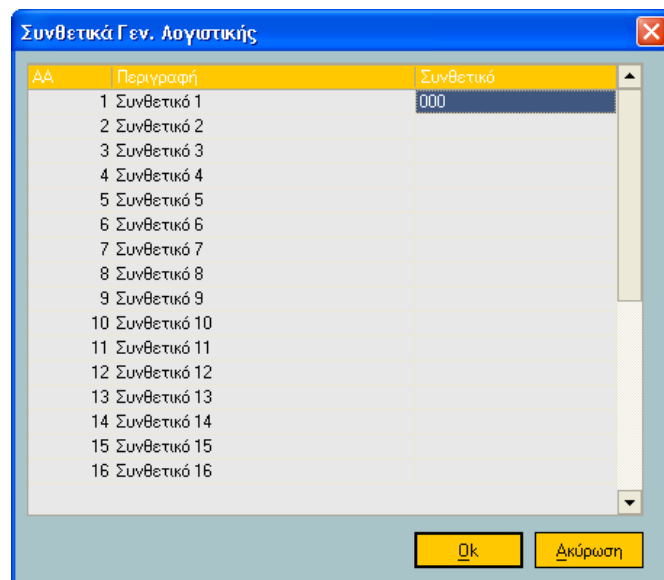 Συνθετικά Γεν. Λογιστικής
ΑΑ Περιγραφή Συνθετικό
1 Συνθετικό 1 000
2 Συνθετικό 2
3 Συνθετικό 3
4 Συνθετικό 4
5 Συνθετικό 5
6 Συνθετικό 6
7 Συνθετικό 7
8 Συνθετικό 8
9 Συνθετικό 9
10 Συνθετικό 10
11 Συνθετικό 11
12 Συνθετικό 12
13 Συνθετικό 13
14 Συνθετικό 14
15 Συνθετικό 15
16 Συνθετικό 16
Ok Ακύρωση